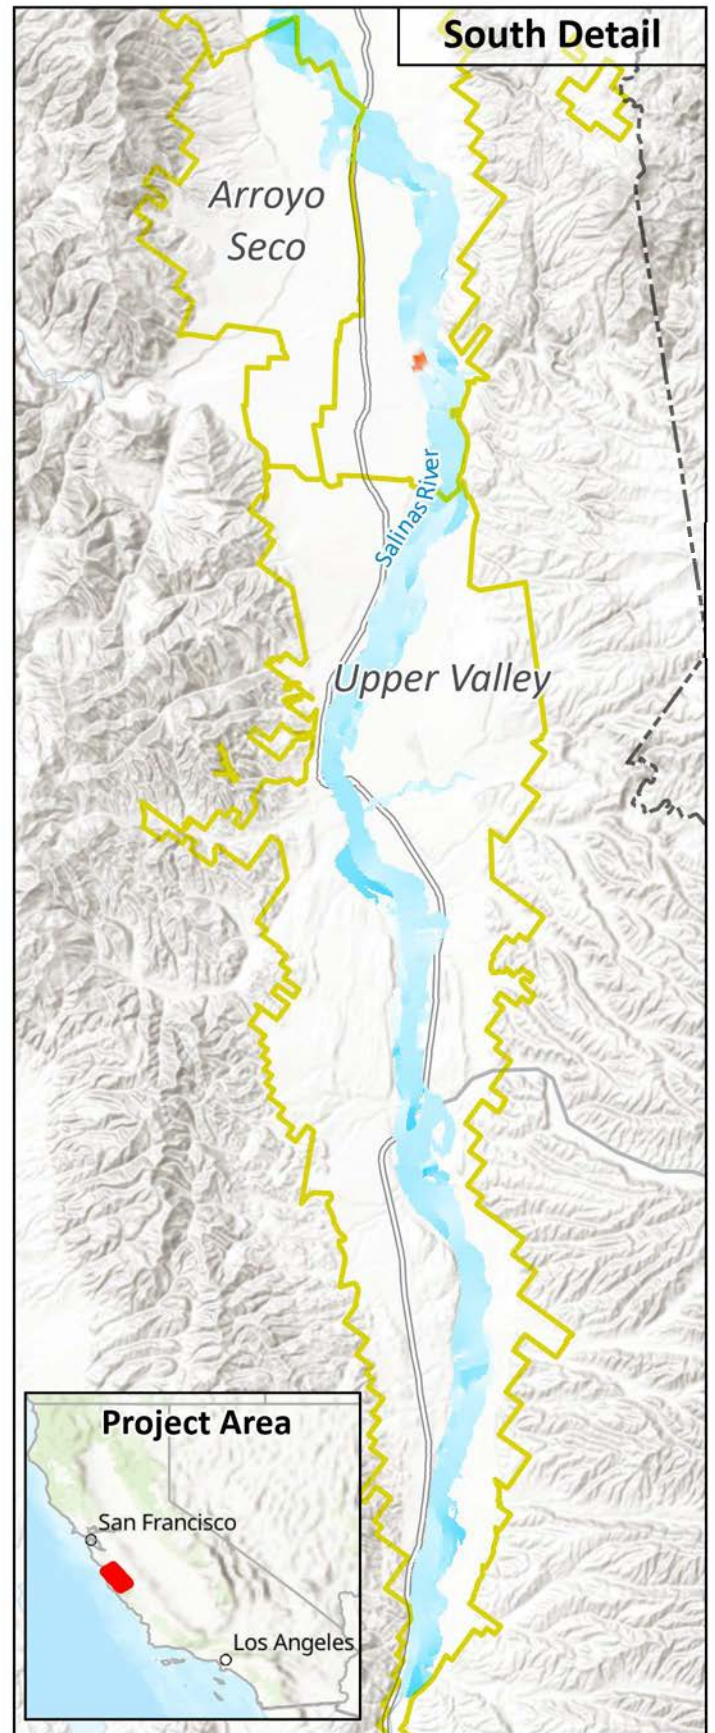 South Detail
Arroyo
Seco
Salinas River
Upper Valley
Project Area
San Francisco
Los Angeles